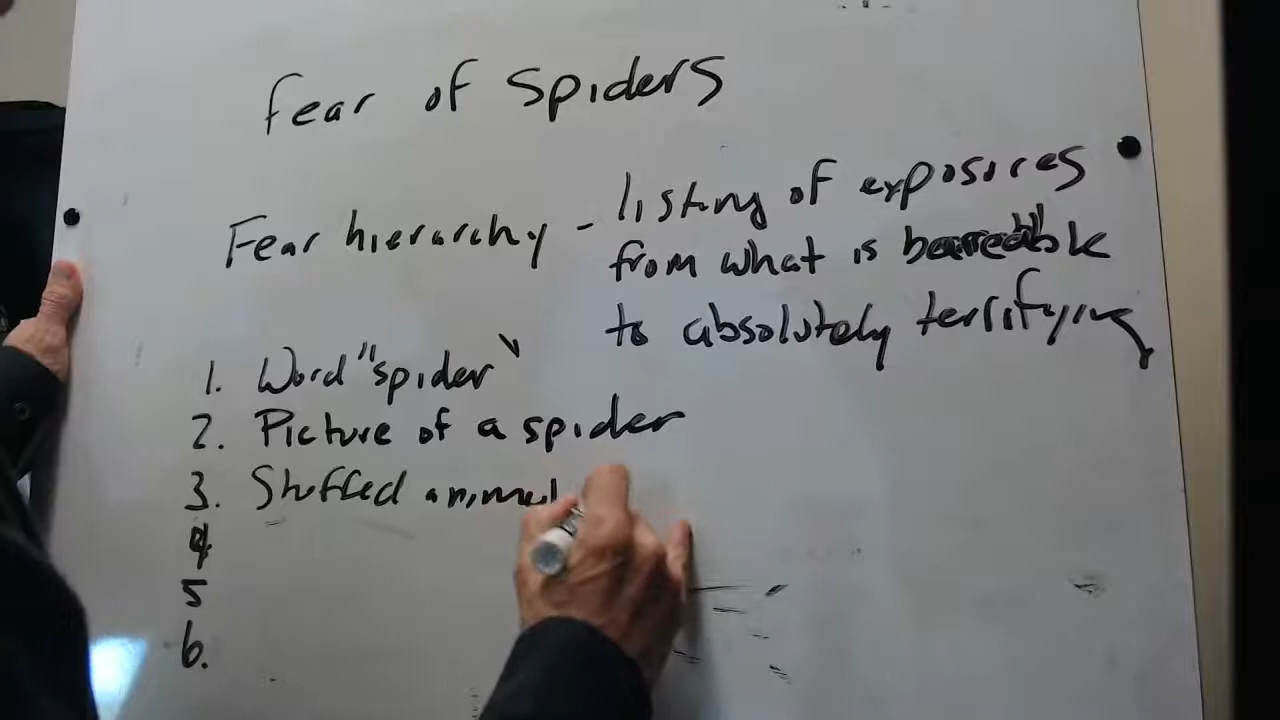 fear of spiders
Fear hierarchy - listing of exposures
from what is beareable
to absolutely terrifying
1. Word "spider"
2. Picture of a spider
3. Stuffed animal
4
5
6.